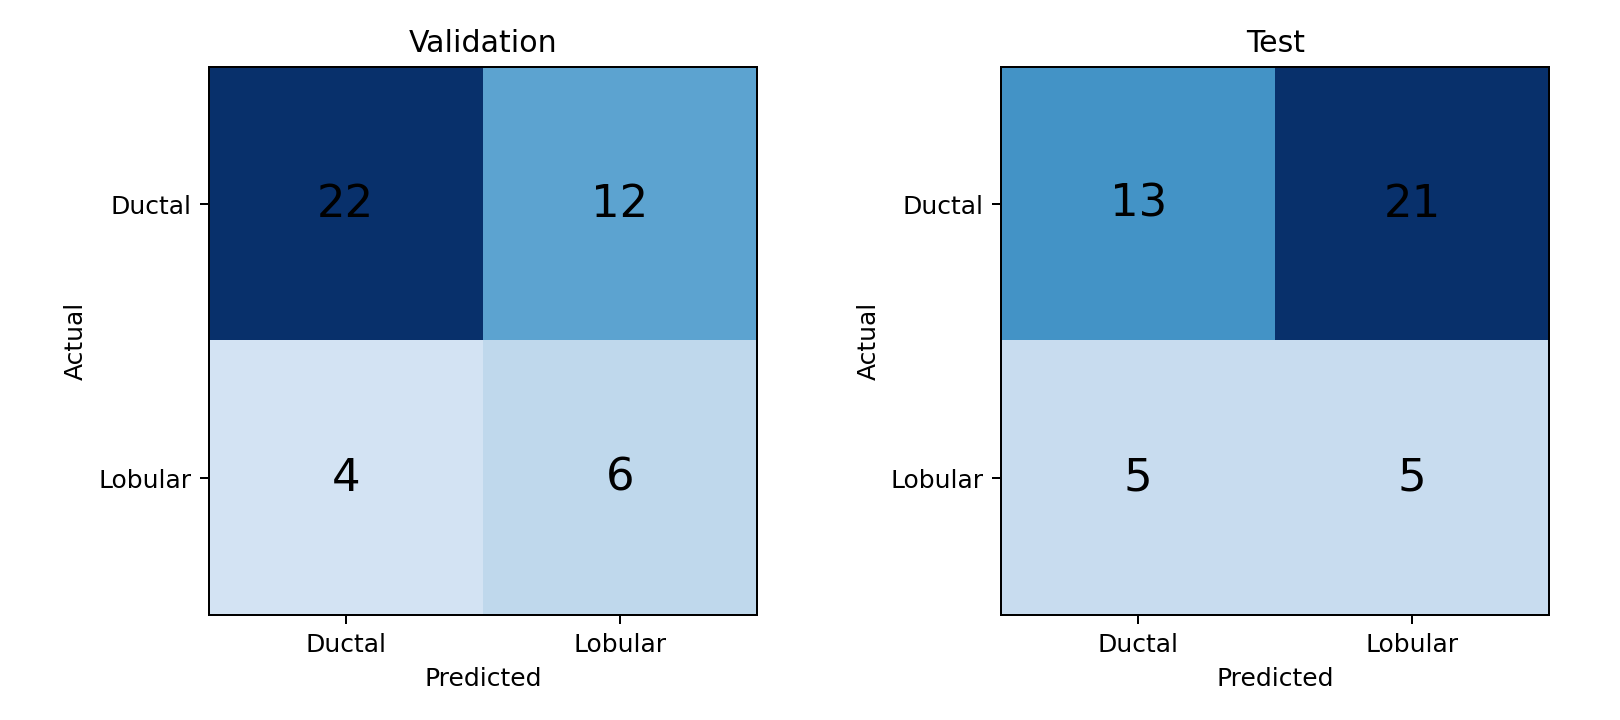 Validation
Ductal
22
12
Actual
Lobular
4
6
Ductal
Lobular
Predicted
Test
Ductal
13
21
Actual
Lobular
5
5
Ductal
Lobular
Predicted